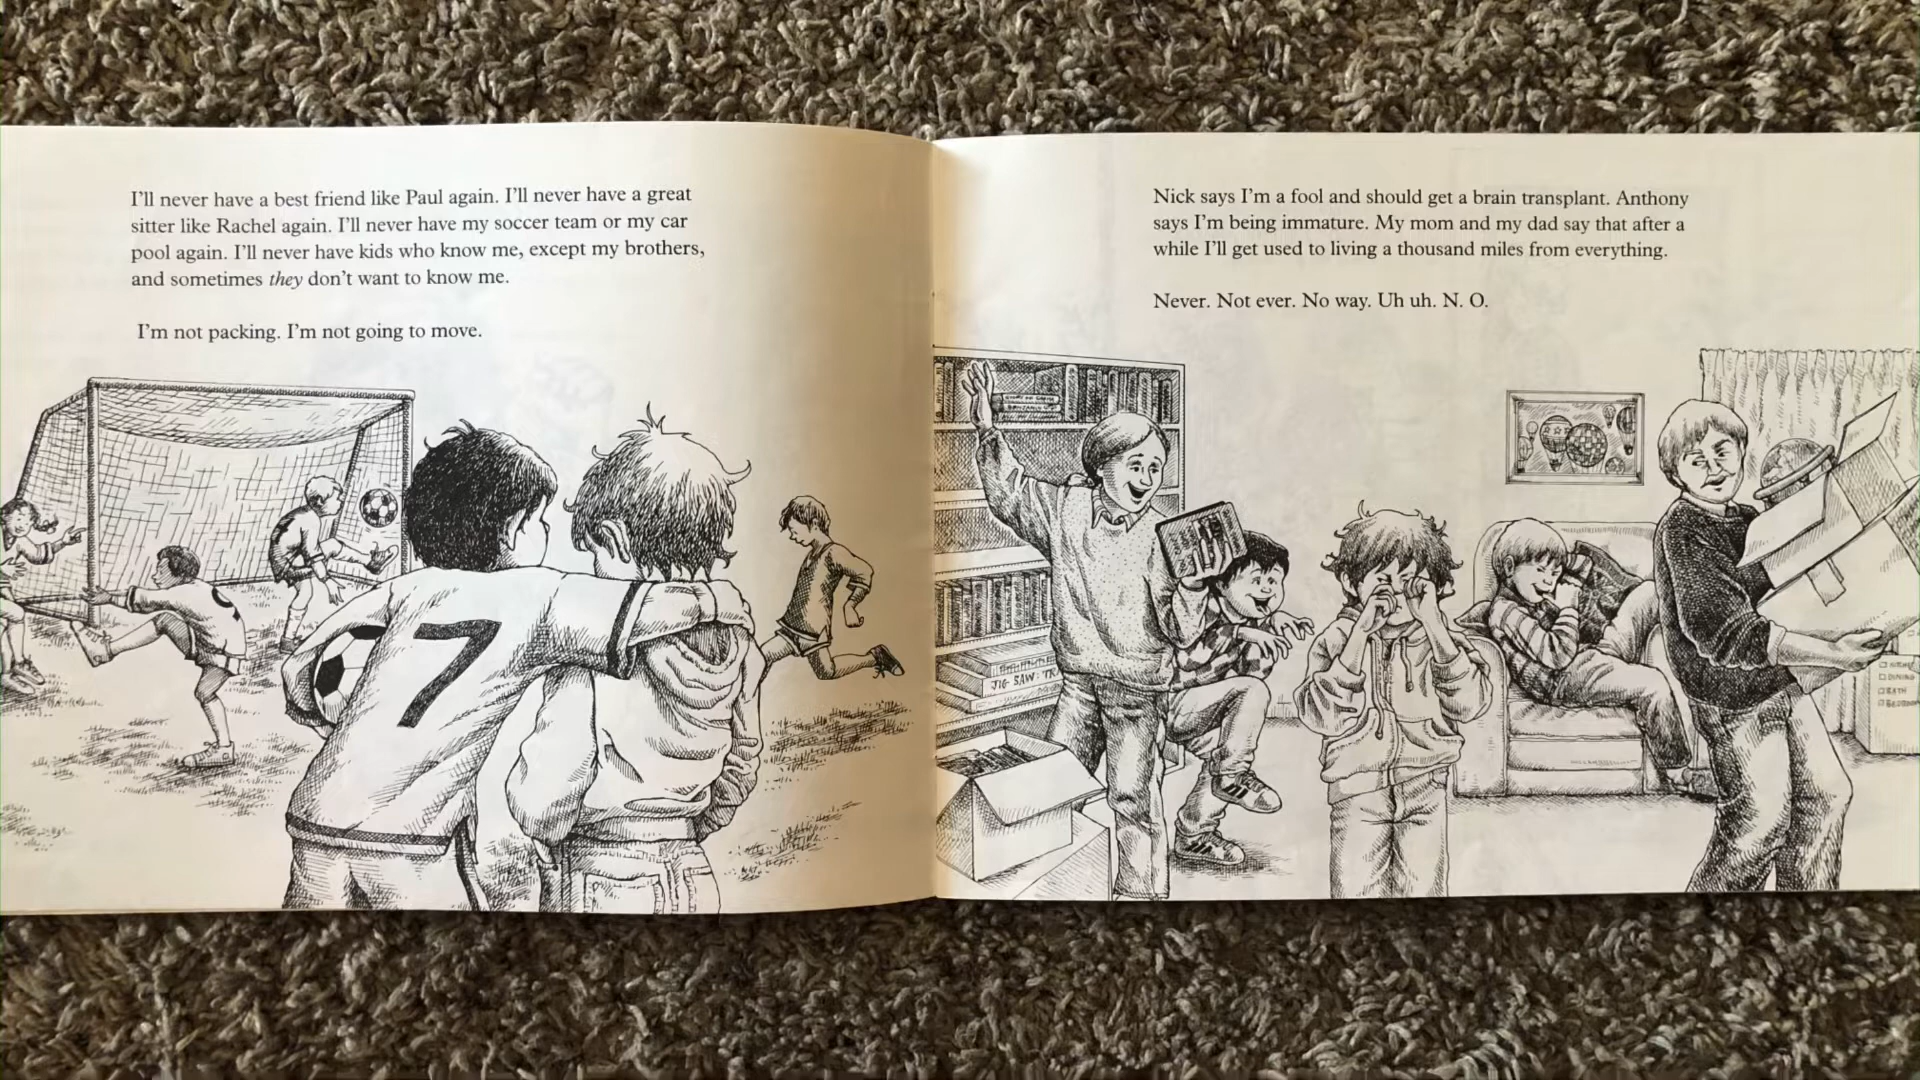 I'll never have a best friend like Paul again. I'll never have a great
sitter like Rachel again. I'll never have my soccer team or my car
pool again. I'll never have kids who know me, except my brothers,
and sometimes they don't want to know me.
I'm not packing. I'm not going to move.
7
Nick says I'm a fool and should get a brain transplant. Anthony
says I'm being immature. My mom and my dad say that after a
while I'll get used to living a thousand miles from everything.
Never. Not ever. No way. Uh uh. N. O.
JIG SAW
DINING
BATH